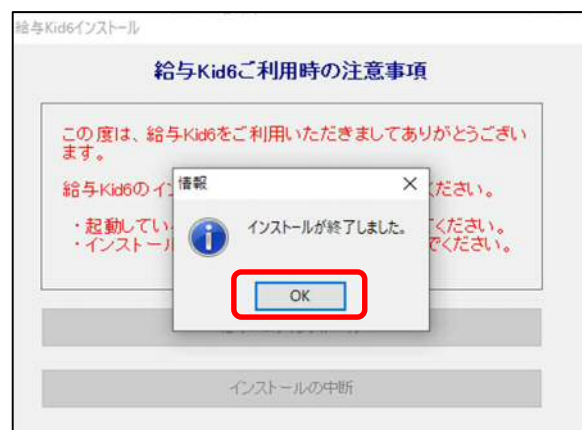 給与Kid6インストール
給与Kid6ご利用時の注意事項
この度は、給与Kid6をご利用いただきましてありがとうござい
ます。
給与Kid6のイ
ください。
・起動してい
てください。
・インストール
でください。
情報
インストールが終了しました。
OK
インストールの中断